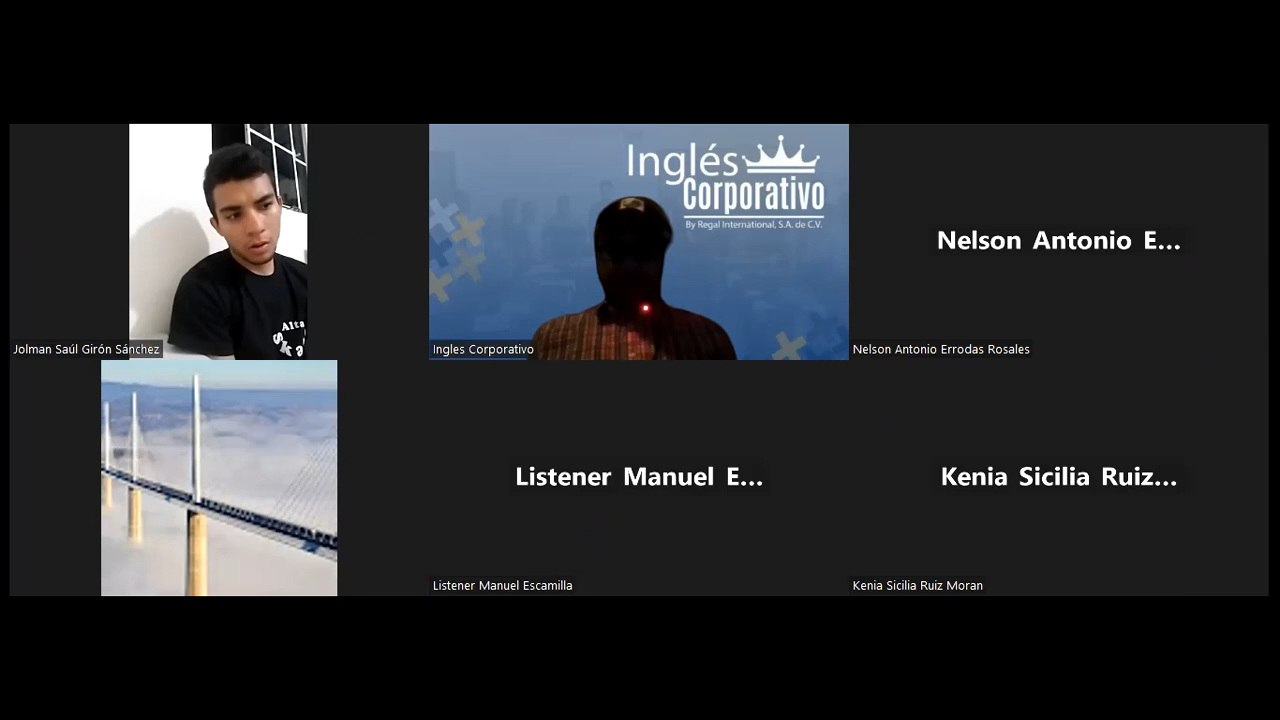 Inglés
Corporativo
By Regal International, S.A. de C.V.
Nelson Antonio E...
Jolman Saúl Girón Sánchez
Ingles Corporativo
Nelson Antonio Errodas Rosales
Listener Manuel E...
Kenia Sicilia Ruiz...
Listener Manuel Escamilla
Kenia Sicilia Ruiz Moran
Alta